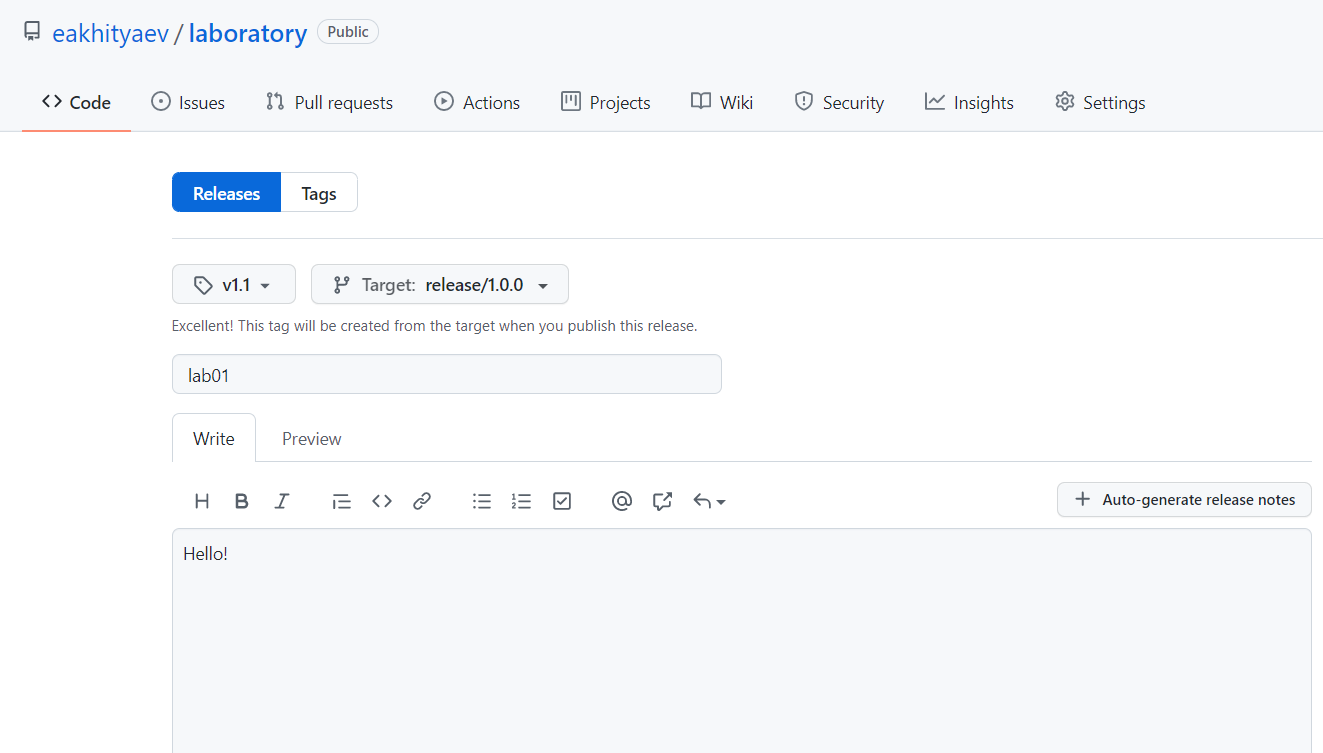 eakhityaev / laboratory Public
Code Issues Pull requests Actions Projects Wiki Security Insights Settings
Releases Tags
v1.1 Target: release/1.0.0
Excellent! This tag will be created from the target when you publish this release.
lab01
Write Preview
Auto-generate release notes
Hello!